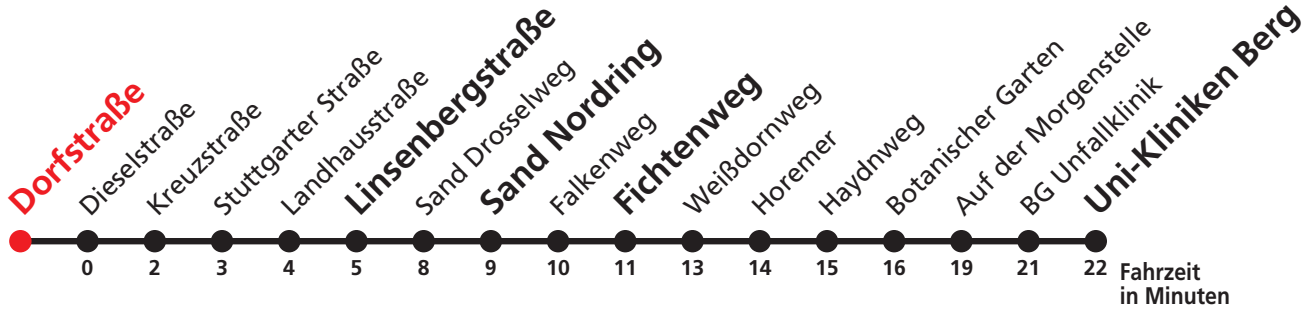 Dorfstraße
Dieselstraße
Kreuzstraße
Stuttgarter Straße
Landhausstraße
Linsenbergstraße
Sand Drosselweg
Sand Nordring
Falkenweg
Fichtenweg
Weißdornweg
Horemer
Haydnweg
Botanischer Garten
Auf der Morgenstelle
BG Unfallklinik
Uni-Kliniken Berg
0 2 3 4 5 8 9 10 11 13 14 15 16 19 21 22
Fahrzeit
in Minuten